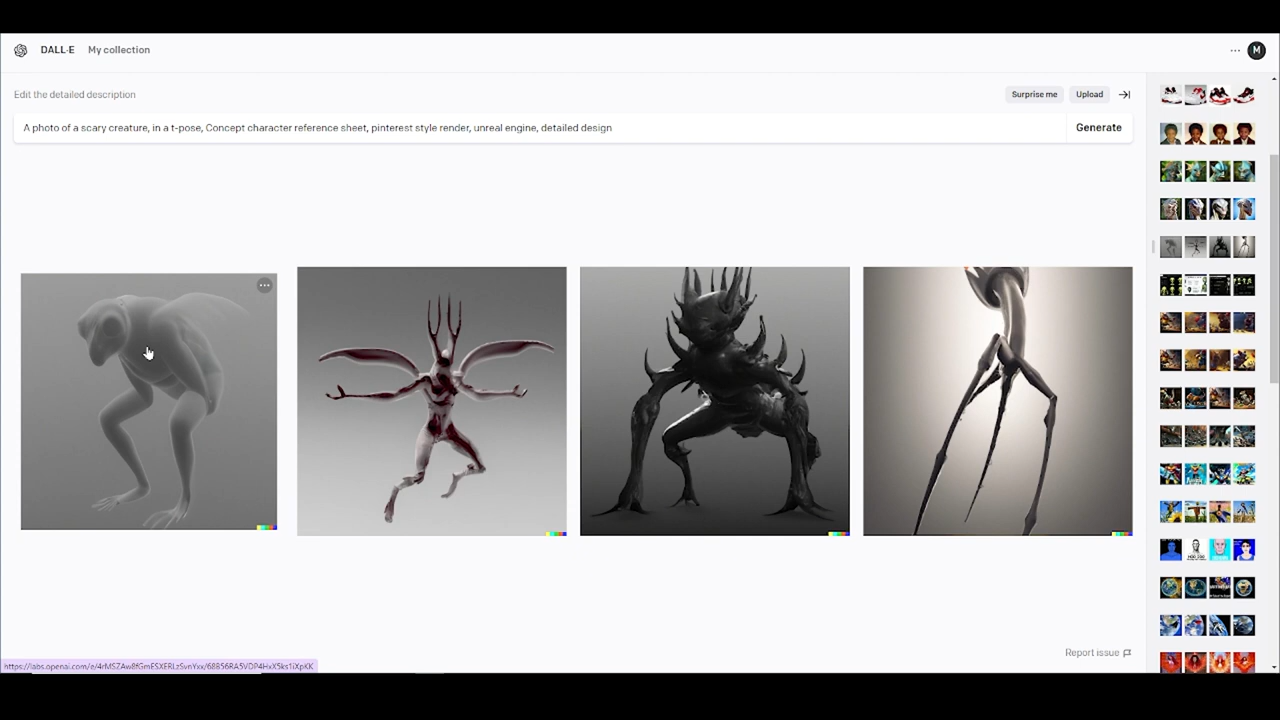 DALL·E My collection
··· M
Edit the detailed description
Surprise me
Upload
A photo of a scary creature, in a t-pose, Concept character reference sheet, pinterest style render, unreal engine, detailed design
Generate
Report issue